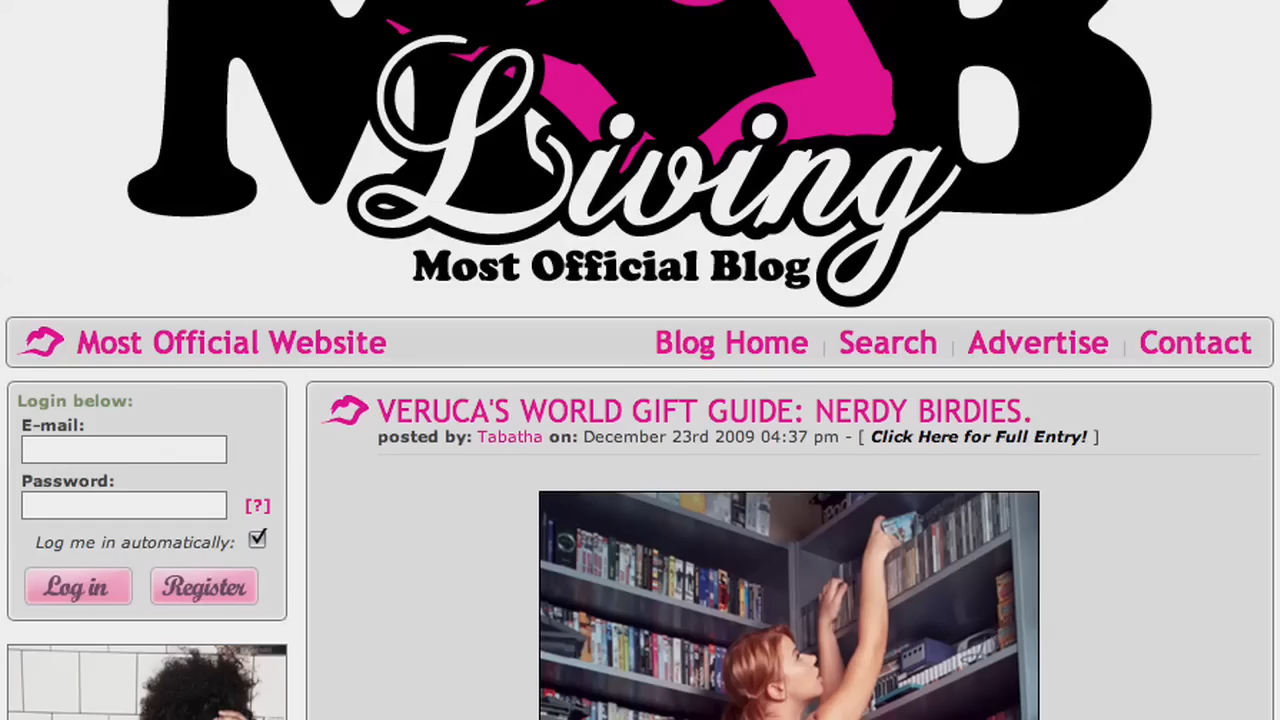 M B
Living
Most Official Blog
Most Official Website
Blog Home | Search | Advertise | Contact
Login below:
E-mail:
Password:
[?]
Log me in automatically:
Log in
Register
VERUCA'S WORLD GIFT GUIDE: NERDY BIRDIES.
posted by: Tabatha on: December 23rd 2009 04:37 pm - [ Click Here for Full Entry! ]